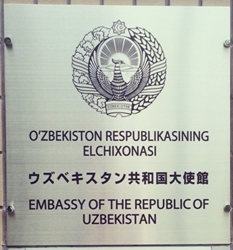 O'ZBEKISTON
O'ZBEKISTON RESPUBLIKASINING
ELCHIXONASI
ウズベキスタン共和国大使館
EMBASSY OF THE REPUBLIC OF
UZBEKISTAN